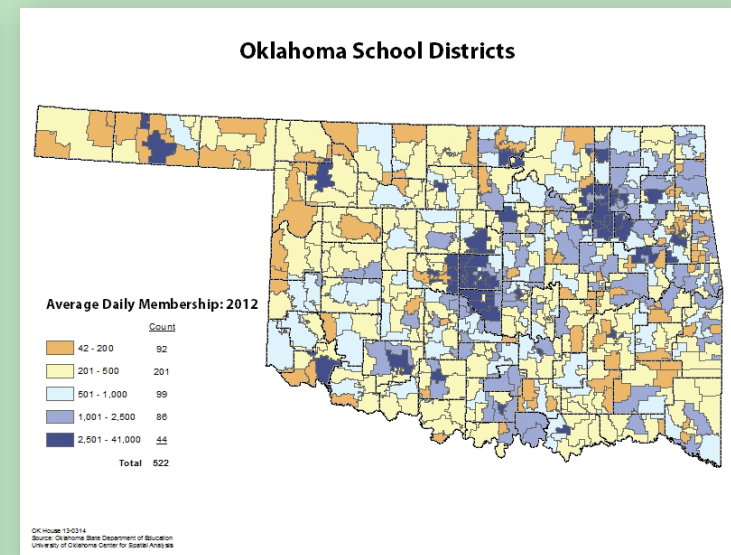 Oklahoma School Districts
Average Daily Membership: 2012
Count
42 - 200 92
201 - 500 201
501 - 1,000 99
1,001 - 2,500 86
2,501 - 41,000 44
Total 522
OK House 13-0314
Source: Oklahoma State Department of Education
University of Oklahoma Center for Spatial Analysis